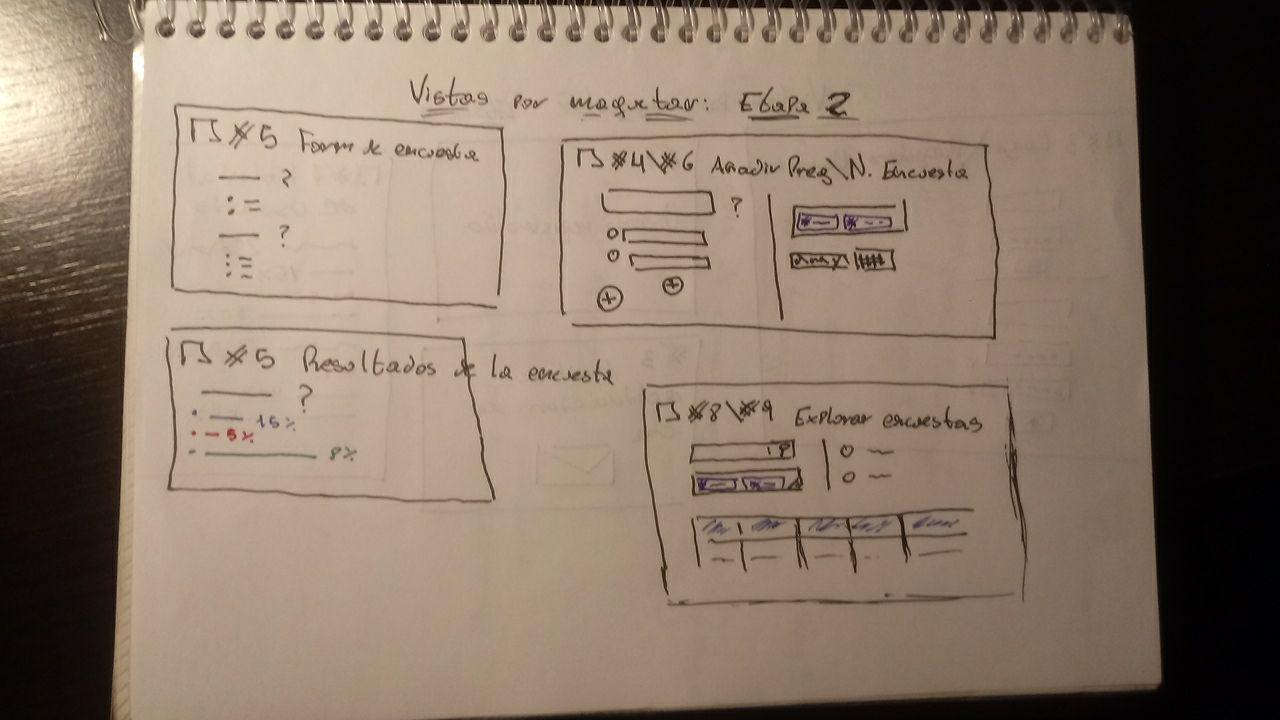 Vistas por maquetar: Etapa 2
#5 Form de encuesta
?
?
#4\#6 Añadir Preg\N. Encuesta
?
#5 Resultados de la encuesta
?
15%
5%
8%
#8\#9 Explorar encuestas